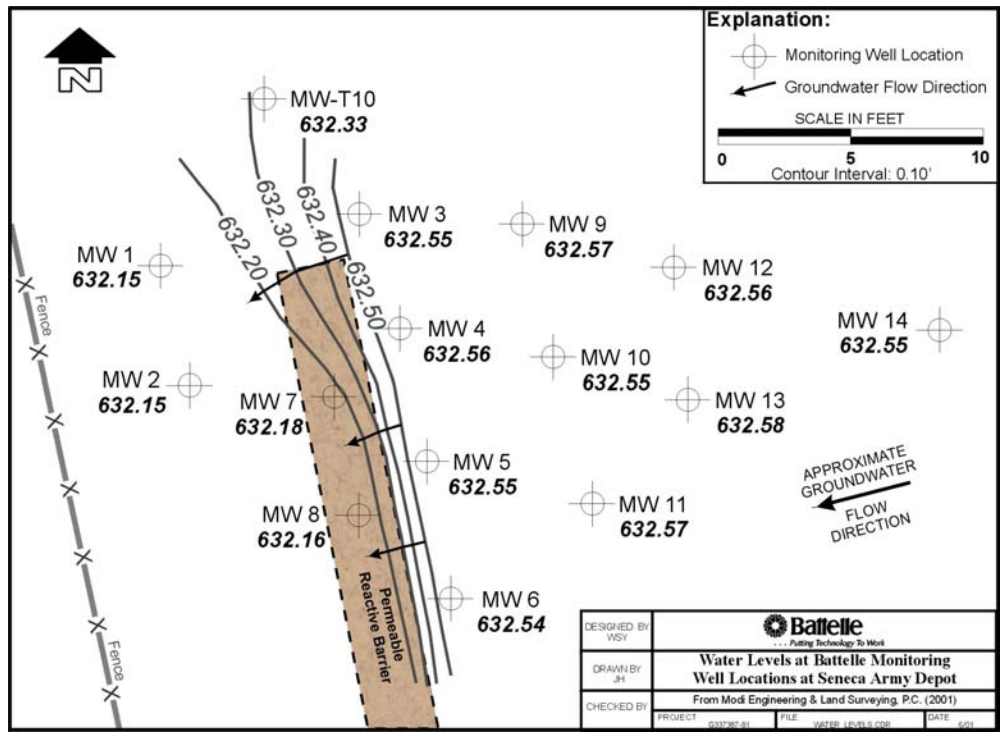 Explanation:
Monitoring Well Location
Groundwater Flow Direction
SCALE IN FEET
0 5 10
Contour Interval: 0.10'
N
MW-T10
632.33
MW 3
632.55
MW 9
632.57
MW 1
632.15
MW 12
632.56
MW 14
632.55
MW 4
632.56
MW 10
632.55
MW 2
632.15
MW 7
632.18
MW 13
632.58
MW 5
632.55
MW 11
632.57
MW 8
632.16
MW 6
632.54
632.20
632.30
632.40
632.50
Fence
Fence
Permeable
Reactive Barrier
APPROXIMATE
GROUNDWATER
FLOW
DIRECTION
DESIGNED BY
WSY
DRAWN BY
JH
CHECKED BY
Battelle
... Putting Technology To Work
Water Levels at Battelle Monitoring
Well Locations at Seneca Army Depot
From Modi Engineering & Land Surveying, P.C. (2001)
PROJECT
G337367-81
FILE
WATER_LEVELS.CDR
DATE
6/01